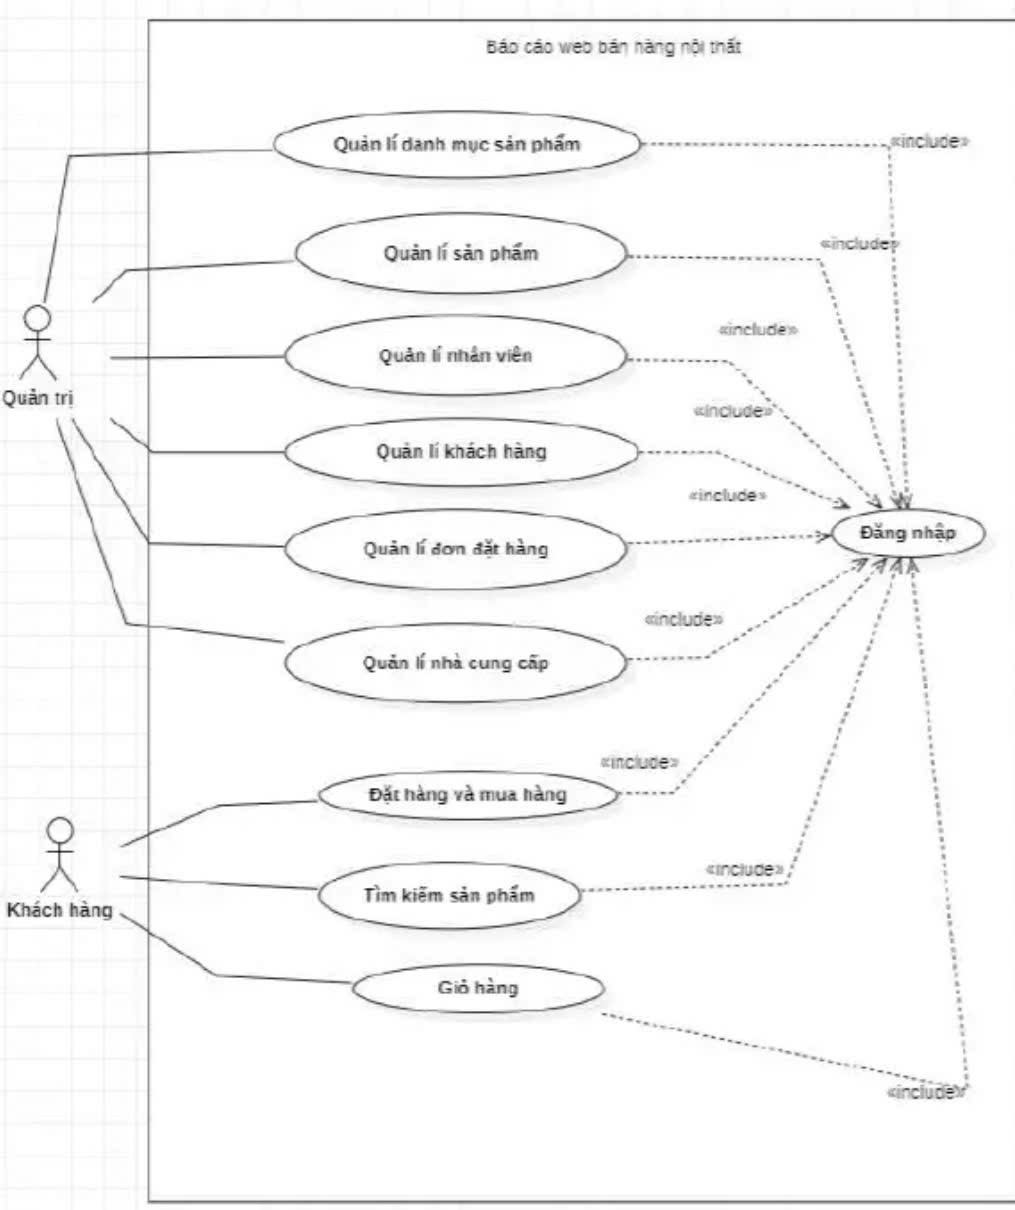 Báo cáo web bán hàng nội thất
Quản lí danh mục sản phẩm
«include»
Quản lí sản phẩm
«include»
Quản lí nhân viên
«include»
Quản trị
Quản lí khách hàng
«include»
Quản lí đơn đặt hàng
«include»
Đăng nhập
Quản lí nhà cung cấp
«include»
Đặt hàng và mua hàng
«include»
Tìm kiếm sản phẩm
«include»
Khách hàng
Giỏ hàng
«include»